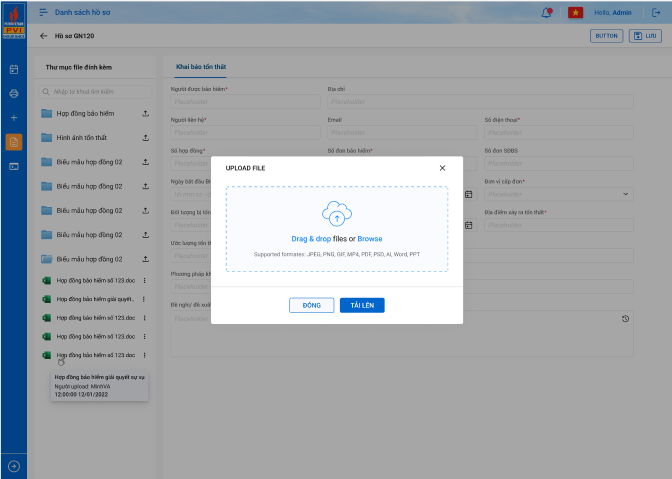 PETROVIETNAM
PVI
Danh sách hồ sơ
Hello, Admin
Hồ sơ GN120
BUTTON
LƯU
Thư mục file đính kèm
Nhập từ khoá tìm kiếm
Hợp đồng bảo hiểm
Hình ảnh tổn thất
Biểu mẫu hợp đồng 02
Biểu mẫu hợp đồng 02
Biểu mẫu hợp đồng 02
Biểu mẫu hợp đồng 02
Biểu mẫu hợp đồng 02
Hợp đồng bảo hiểm số 123.doc
Hợp đồng bảo hiểm giải quyết..
Hợp đồng bảo hiểm số 123.doc
Hợp đồng bảo hiểm số 123.doc
Hợp đồng bảo hiểm số 123.doc
Hợp đồng bảo hiểm giải quyết sự vụ
Người upload: MinhVA
12:00:00 12/01/2022
Khai báo tổn thất
Người được bảo hiểm*
Địa chỉ
Placeholder
Placeholder
Người liên hệ*
Email
Số điện thoại*
Placeholder
Placeholder
Placeholder
Số hợp đồng*
Số đơn bảo hiểm*
Số đơn SĐBS
Placeholder
Ngày bắt đầu
Đơn vị cấp đơn*
Đối tượng bị tổn
Địa điểm xảy ra tổn thất*
Placeholder
Placeholder
Ước lượng tổn
Placeholder
Phương pháp
Placeholder
Đề nghị/ đề xuất
Placeholder
UPLOAD FILE
Drag & drop files or Browse
Supported formates: JPEG, PNG, GIF, MP4, PDF, PSD, AI, Word, PPT
ĐÓNG
TẢI LÊN